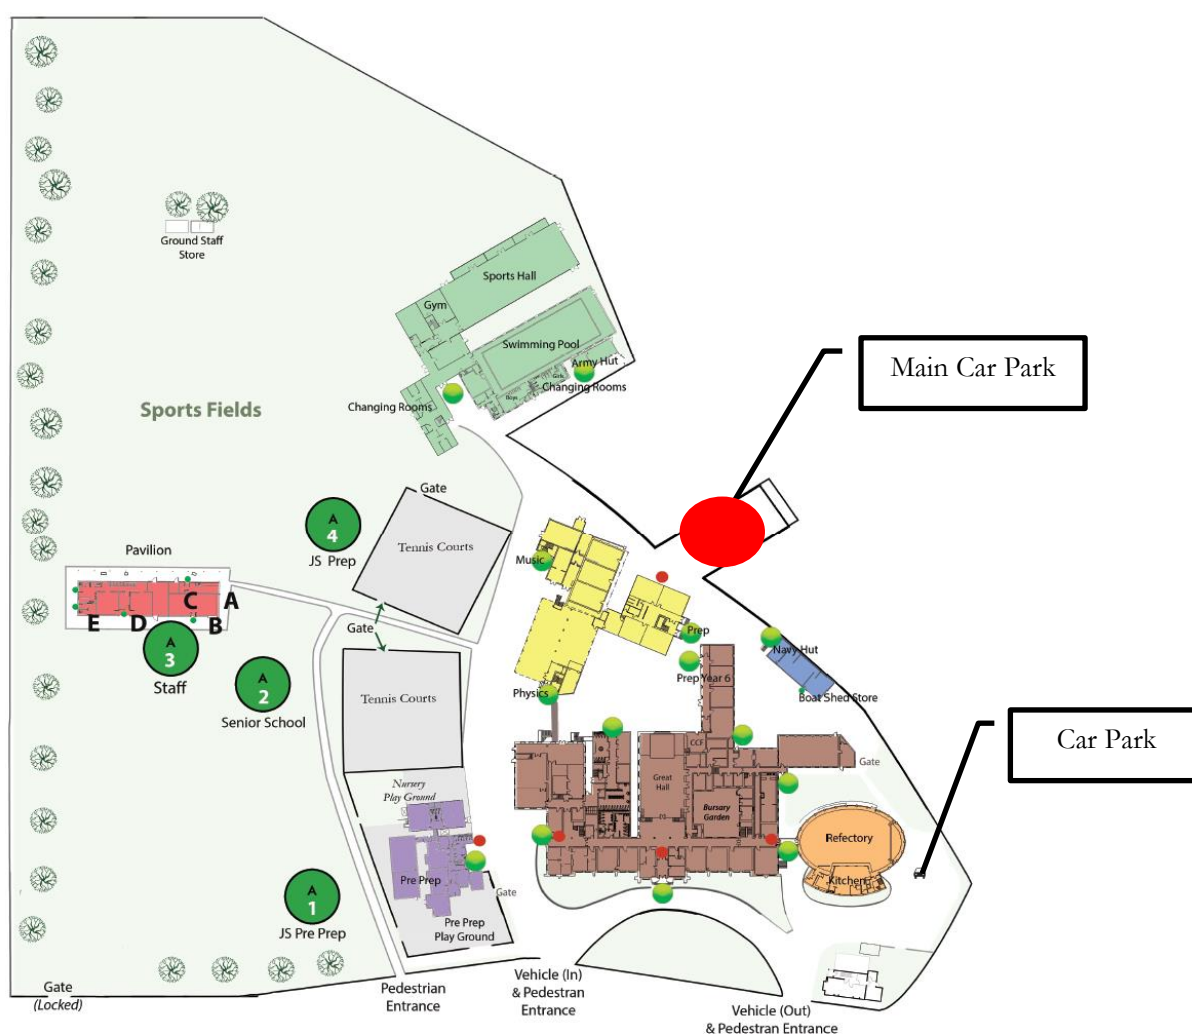 Ground Staff
Store
Sports Hall
Gym
Swimming Pool
Army Hut
Girls
Changing Rooms
Boys
Changing Rooms
Main Car Park
Sports Fields
Gate
A
4
JS Prep
Tennis Courts
Music
Pavilion
C A
E D B
A
3
Staff
Gate
Prep
Navy Hut
Prep Year 6
A
2
Senior School
Tennis Courts
Physics
Boat Shed Store
Car Park
CCF
Gate
Great
Hall
Bursary
Garden
Nursery
Play Ground
Refectory
Kitchen
Pre Prep
Gate
A
1
JS Pre Prep
Pre Prep
Play Ground
Gate
(Locked)
Pedestrian
Entrance
Vehicle (In)
& Pedestran
Entrance
Vehicle (Out)
& Pedestrian Entrance